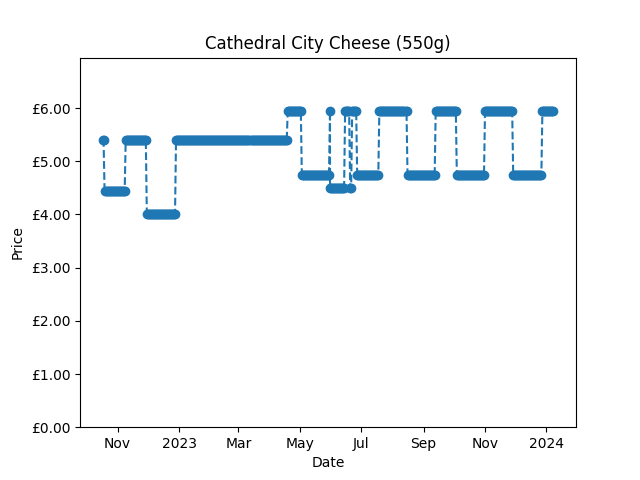 Cathedral City Cheese (550g)
£6.00
£5.00
£4.00
£3.00
£2.00
£1.00
£0.00
Price
Nov 2023 Mar May Jul Sep Nov 2024
Date